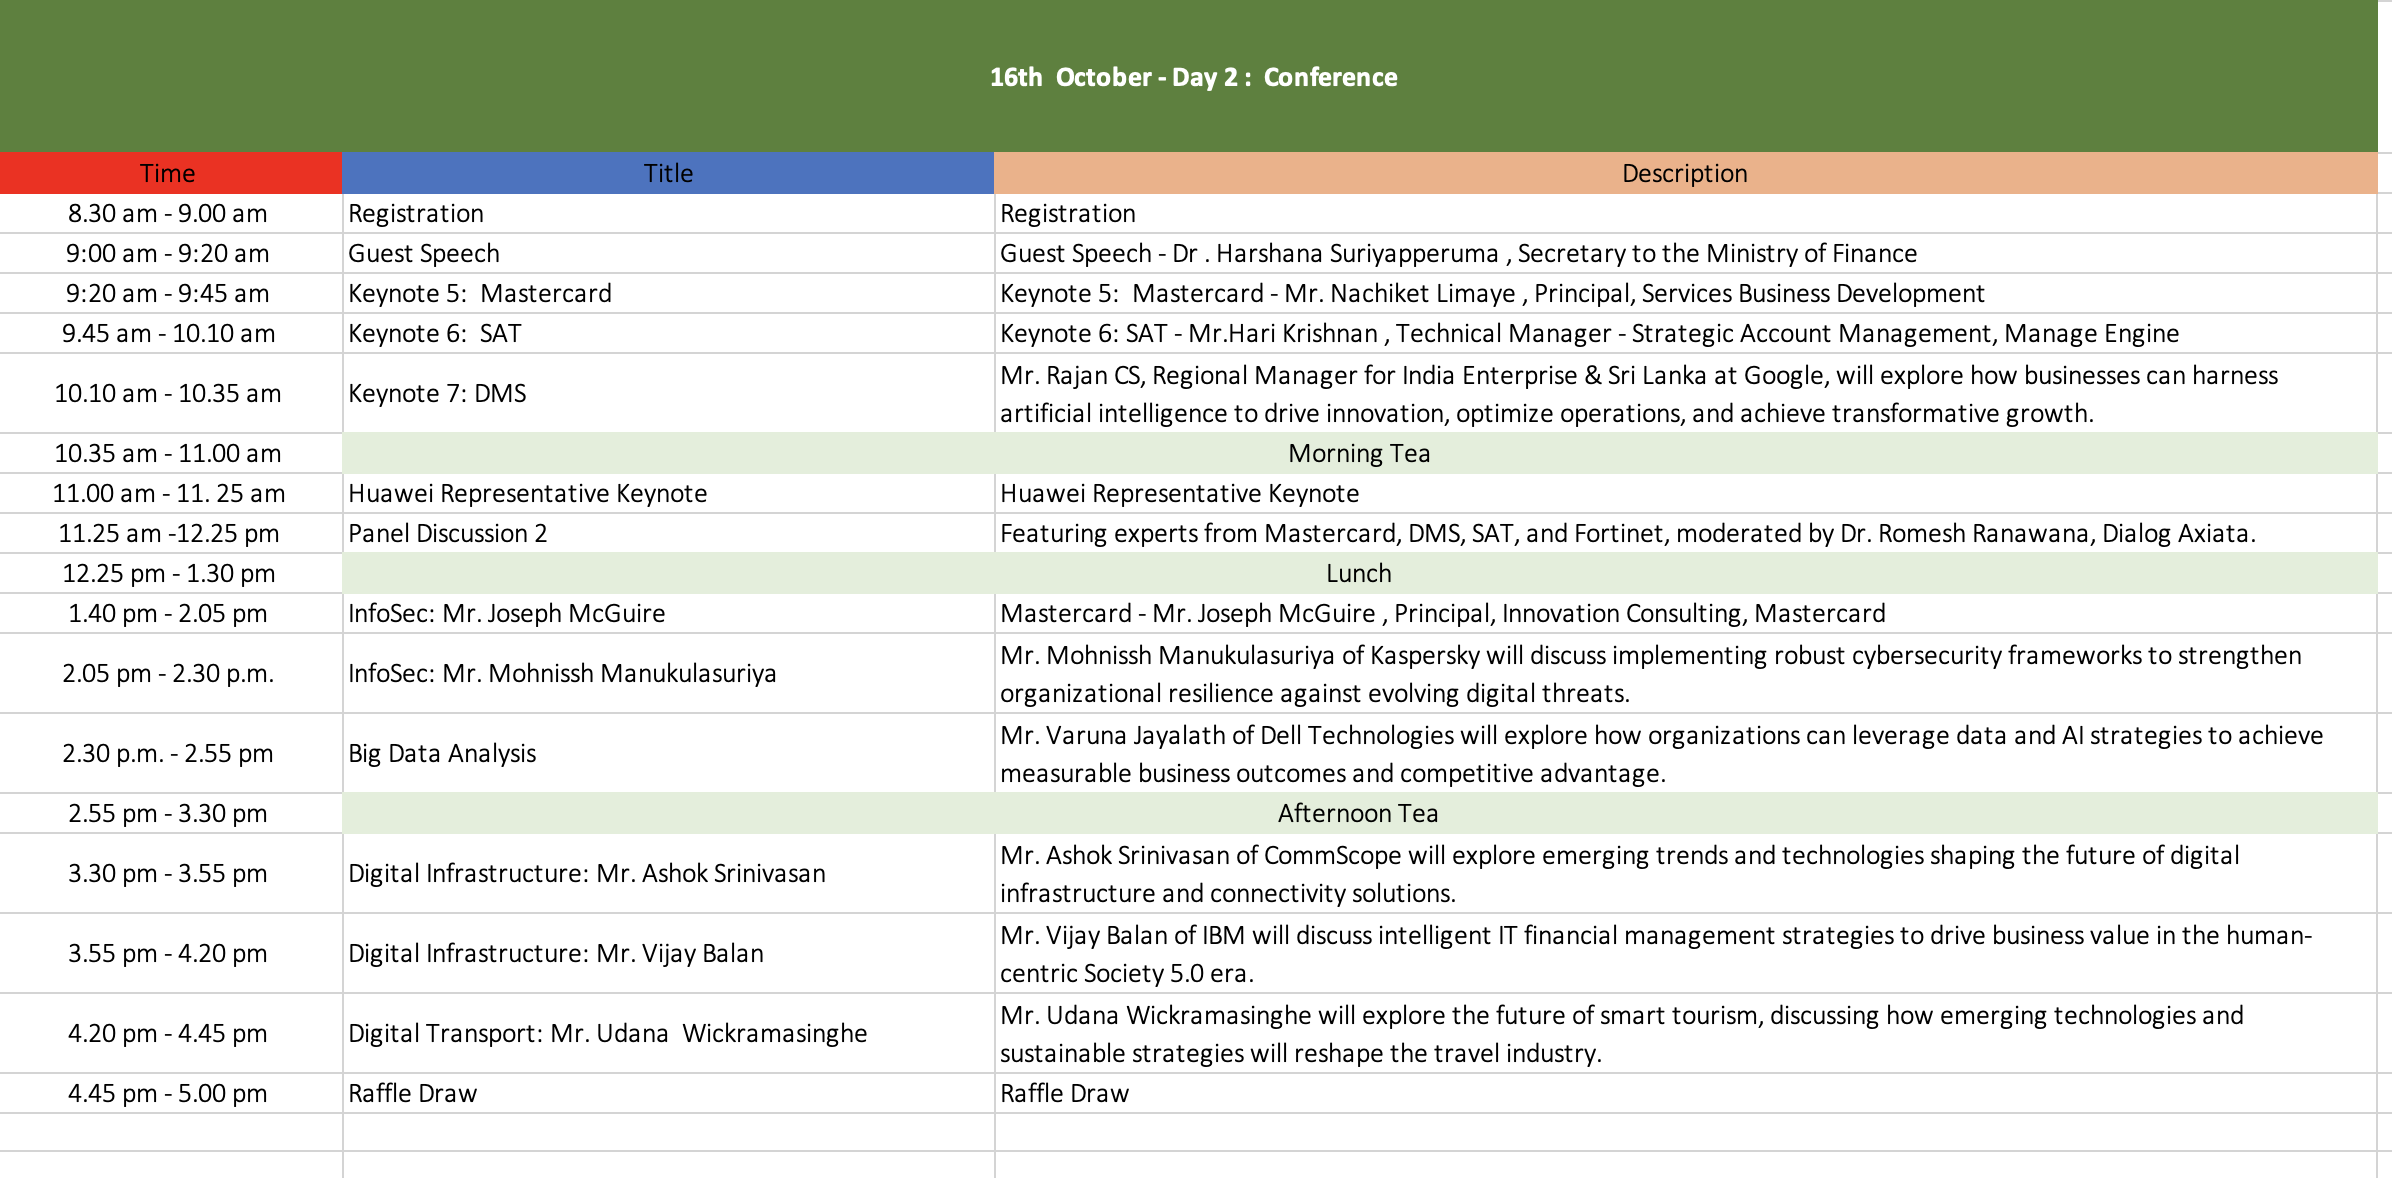 16th  October - Day 2 :  Conference
Time Title Description
8.30 am - 9.00 am Registration Registration
9:00 am - 9:20 am Guest Speech Guest Speech - Dr . Harshana Suriyapperuma , Secretary to the Ministry of Finance
9:20 am - 9:45 am Keynote 5:  Mastercard Keynote 5:  Mastercard - Mr. Nachiket Limaye , Principal, Services Business Development
9.45 am - 10.10 am Keynote 6:  SAT Keynote 6: SAT - Mr.Hari Krishnan , Technical Manager - Strategic Account Management, Manage Engine
10.10 am - 10.35 am Keynote 7: DMS Mr. Rajan CS, Regional Manager for India Enterprise & Sri Lanka at Google, will explore how businesses can harness
artificial intelligence to drive innovation, optimize operations, and achieve transformative growth.
10.35 am - 11.00 am Morning Tea
11.00 am - 11. 25 am Huawei Representative Keynote Huawei Representative Keynote
11.25 am -12.25 pm Panel Discussion 2 Featuring experts from Mastercard, DMS, SAT, and Fortinet, moderated by Dr. Romesh Ranawana, Dialog Axiata.
12.25 pm - 1.30 pm Lunch
1.40 pm - 2.05 pm InfoSec: Mr. Joseph McGuire Mastercard - Mr. Joseph McGuire , Principal, Innovation Consulting, Mastercard
2.05 pm - 2.30 p.m. InfoSec: Mr. Mohnissh Manukulasuriya Mr. Mohnissh Manukulasuriya of Kaspersky will discuss implementing robust cybersecurity frameworks to strengthen
organizational resilience against evolving digital threats.
2.30 p.m. - 2.55 pm Big Data Analysis Mr. Varuna Jayalath of Dell Technologies will explore how organizations can leverage data and AI strategies to achieve
measurable business outcomes and competitive advantage.
2.55 pm - 3.30 pm Afternoon Tea
3.30 pm - 3.55 pm Digital Infrastructure: Mr. Ashok Srinivasan Mr. Ashok Srinivasan of CommScope will explore emerging trends and technologies shaping the future of digital
infrastructure and connectivity solutions.
3.55 pm - 4.20 pm Digital Infrastructure: Mr. Vijay Balan Mr. Vijay Balan of IBM will discuss intelligent IT financial management strategies to drive business value in the human-
centric Society 5.0 era.
4.20 pm - 4.45 pm Digital Transport: Mr. Udana  Wickramasinghe Mr. Udana Wickramasinghe will explore the future of smart tourism, discussing how emerging technologies and
sustainable strategies will reshape the travel industry.
4.45 pm - 5.00 pm Raffle Draw Raffle Draw